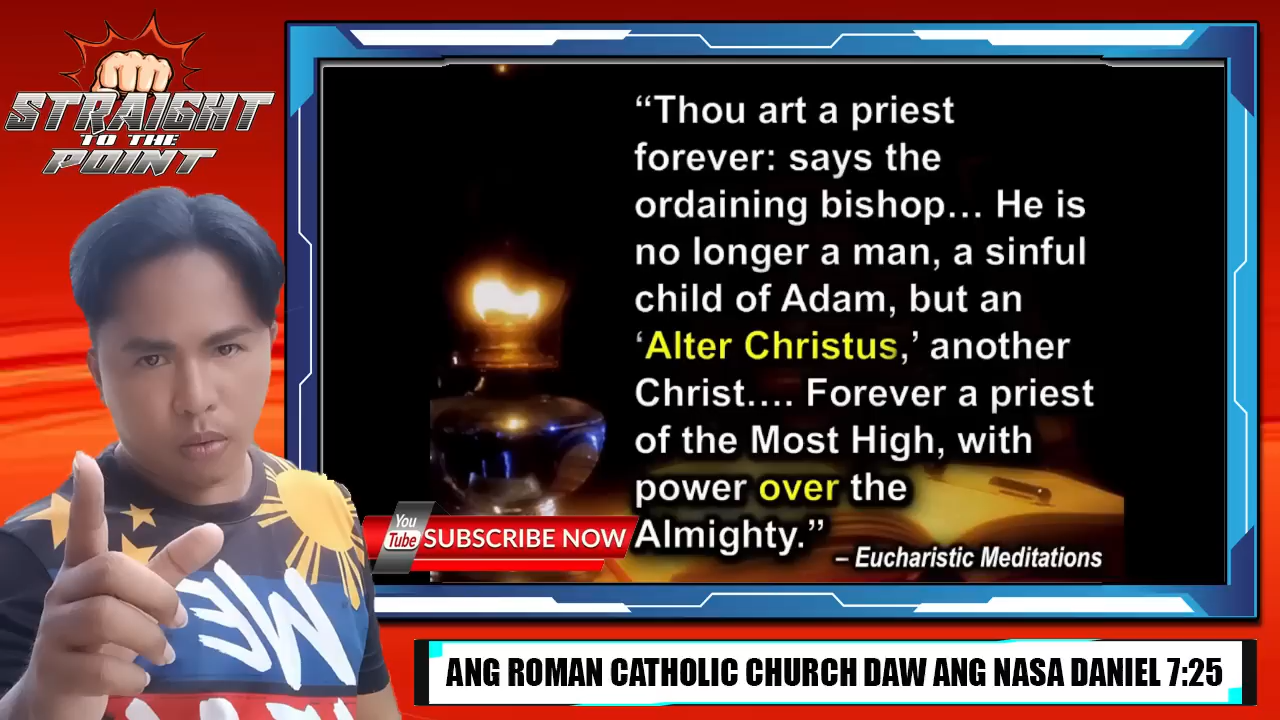 STRAIGHT
TO THE
POINT
“Thou art a priest
forever: says the
ordaining bishop... He is
no longer a man, a sinful
child of Adam, but an
‘Alter Christus,’ another
Christ.... Forever a priest
of the Most High, with
power over the
Almighty.”
– Eucharistic Meditations
You
Tube
SUBSCRIBE NOW
ANG ROMAN CATHOLIC CHURCH DAW ANG NASA DANIEL 7:25